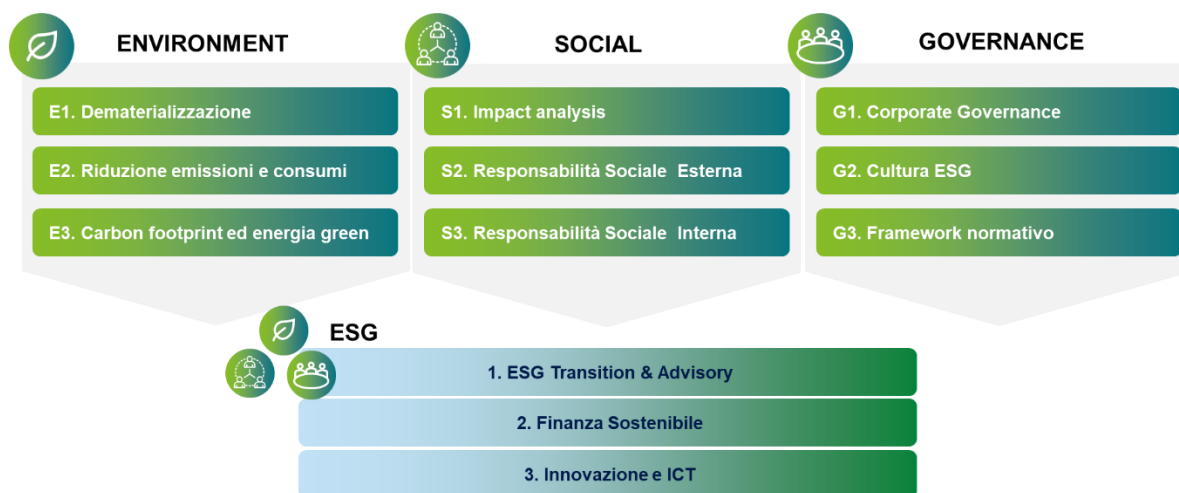 ENVIRONMENT
E1. Dematerializzazione
E2. Riduzione emissioni e consumi
E3. Carbon footprint ed energia green
SOCIAL
S1. Impact analysis
S2. Responsabilità Sociale Esterna
S3. Responsabilità Sociale Interna
GOVERNANCE
G1. Corporate Governance
G2. Cultura ESG
G3. Framework normativo
ESG
1. ESG Transition & Advisory
2. Finanza Sostenibile
3. Innovazione e ICT